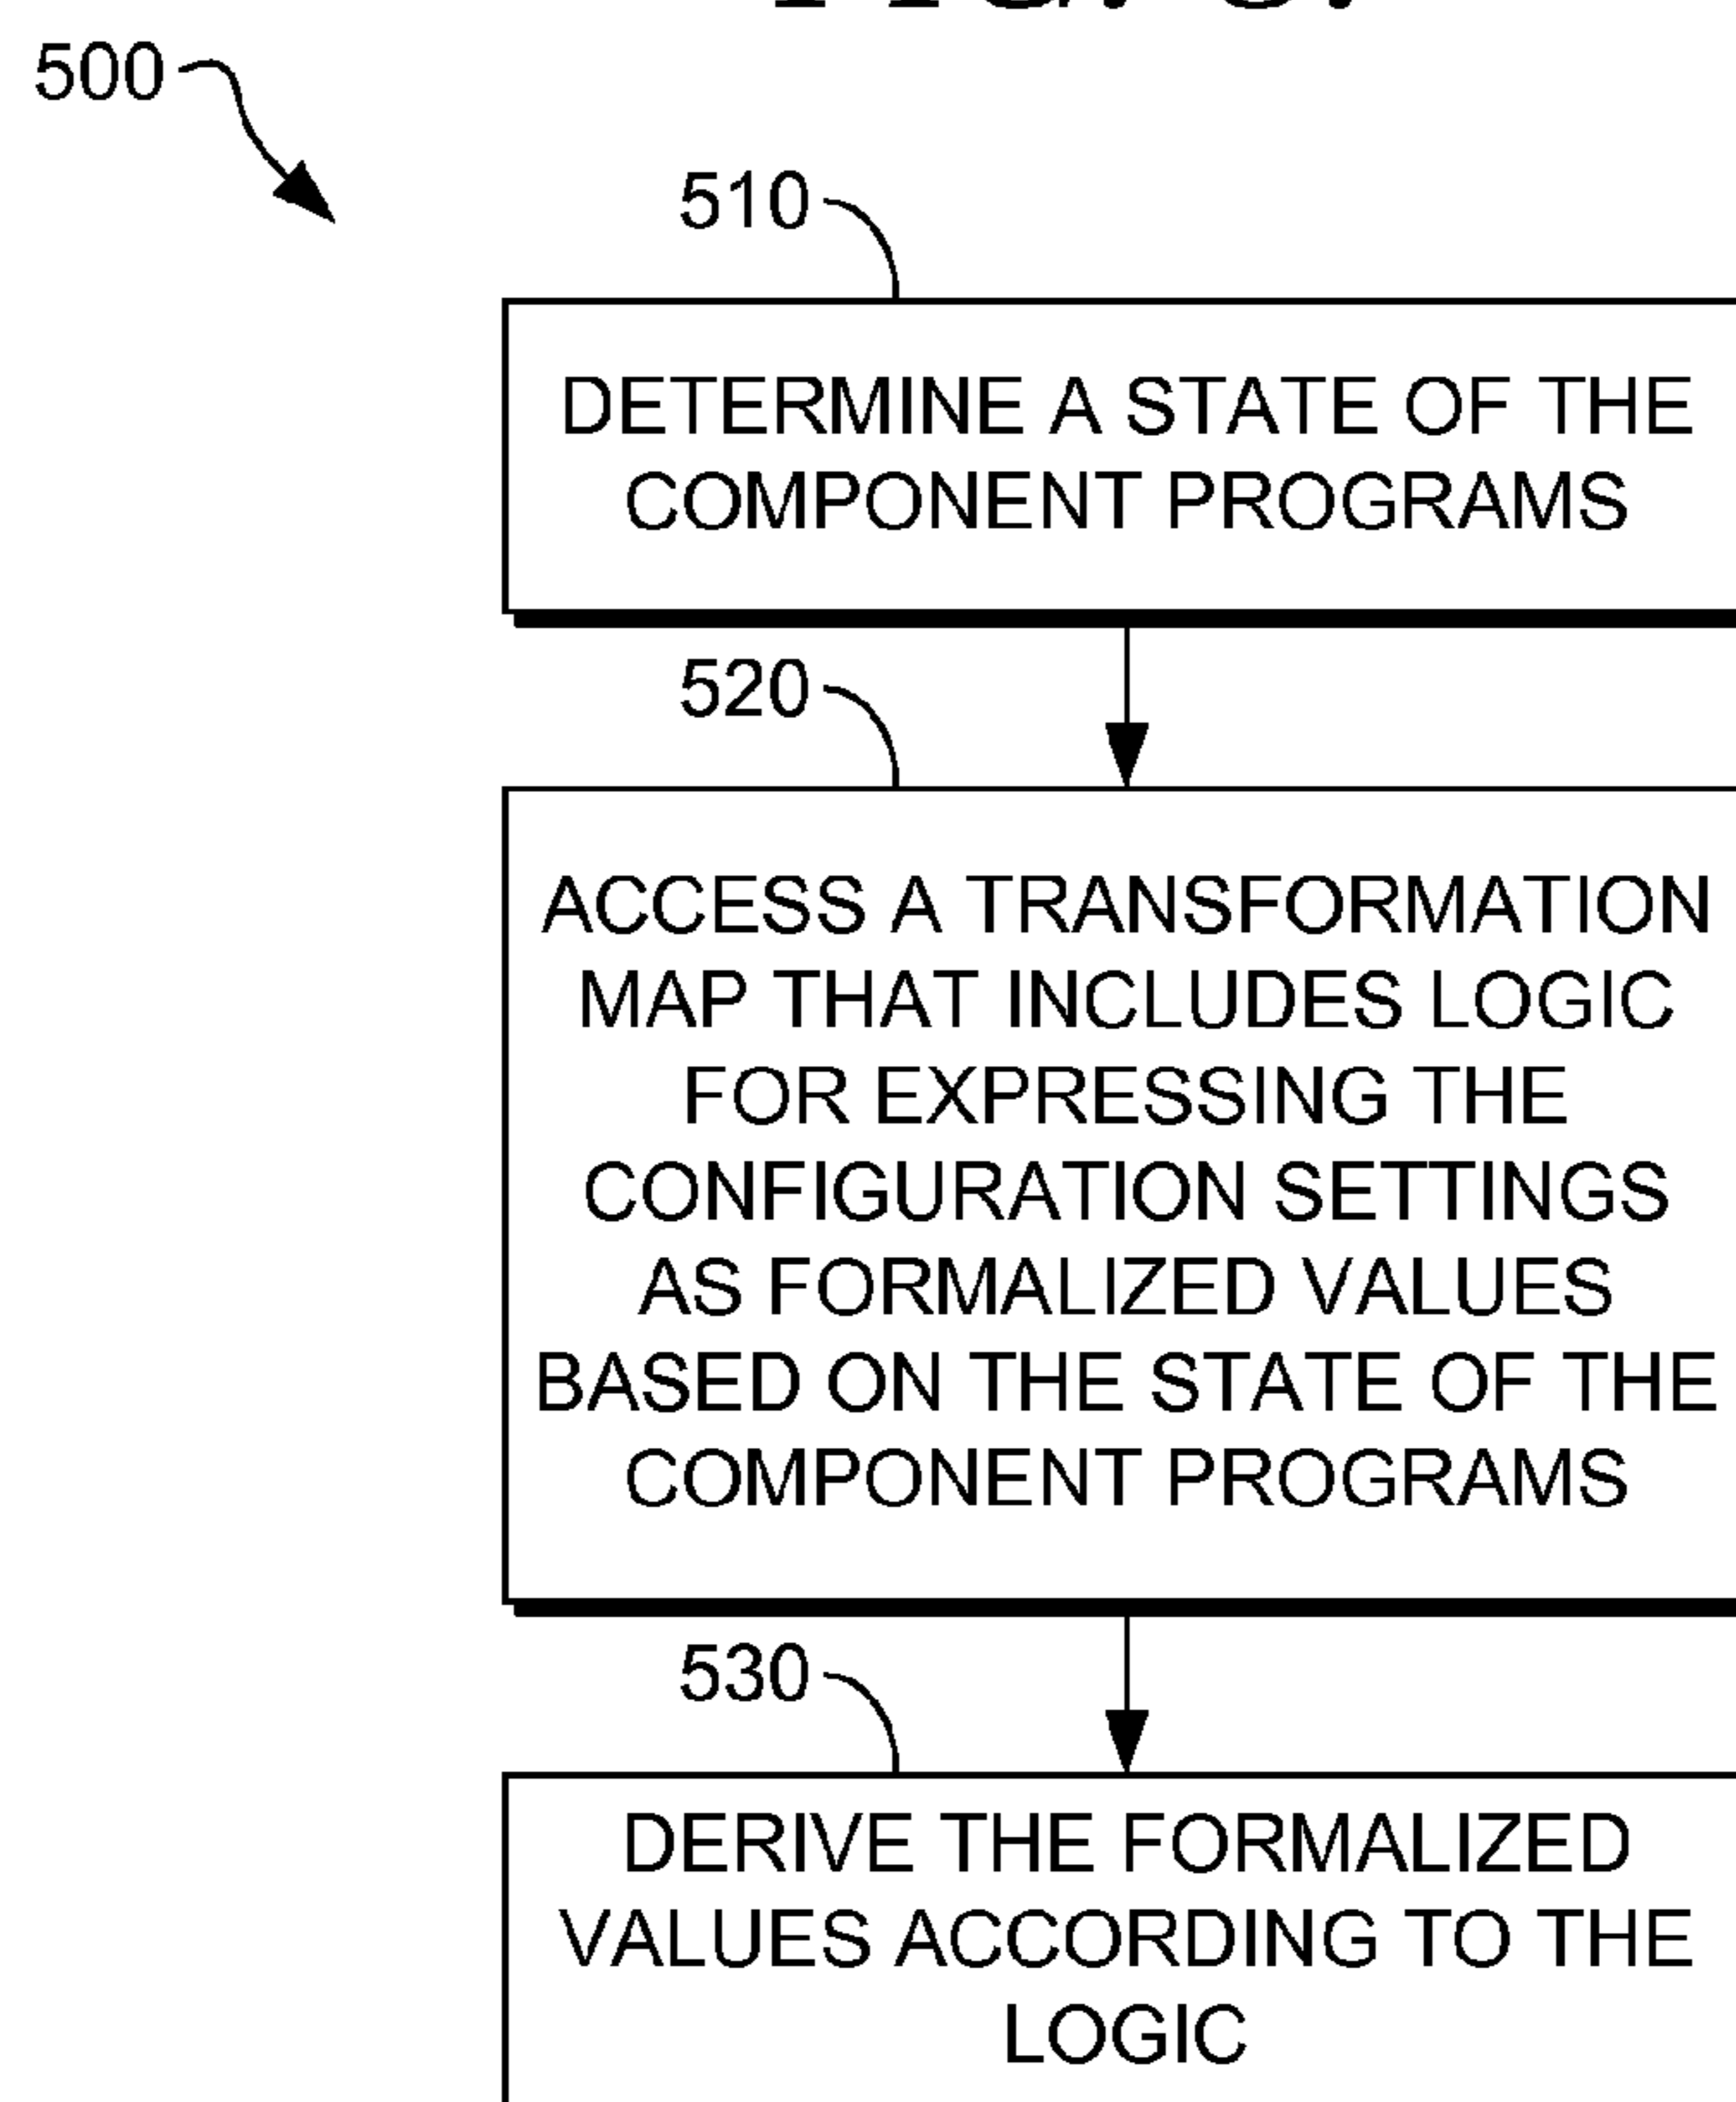 500
510
DETERMINE A STATE OF THE
COMPONENT PROGRAMS
520
ACCESS A TRANSFORMATION
MAP THAT INCLUDES LOGIC
FOR EXPRESSING THE
CONFIGURATION SETTINGS
AS FORMALIZED VALUES
BASED ON THE STATE OF THE
COMPONENT PROGRAMS
530
DERIVE THE FORMALIZED
VALUES ACCORDING TO THE
LOGIC